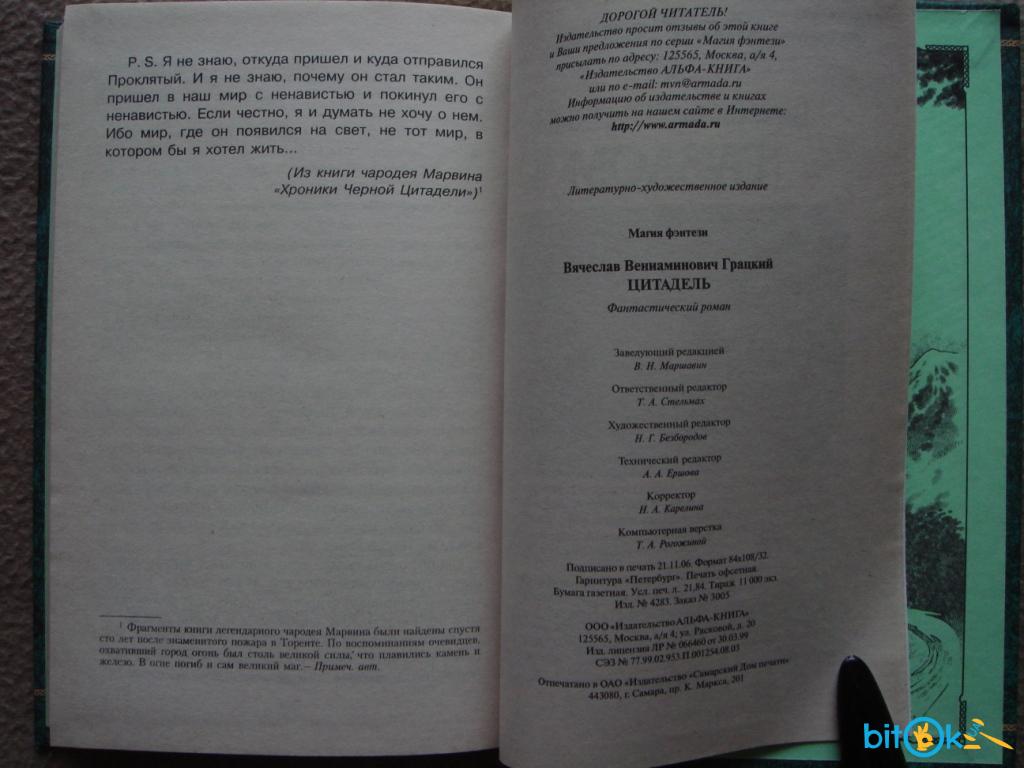 P. S. Я не знаю, откуда пришел и куда отправился
Проклятый. И я не знаю, почему он стал таким. Он
пришел в наш мир с ненавистью и покинул его с
ненавистью. Если честно, я и думать не хочу о нем.
Ибо мир, где он появился на свет, не тот мир, в
котором бы я хотел жить...
(Из книги чародея Марвина
«Хроники Черной Цитадели»)¹
¹ Фрагменты книги легендарного чародея Марвина были найдены спустя
сто лет после знаменитого пожара в Торенте. По воспоминаниям очевидцев,
охвативший город огонь был столь великой силы, что плавились камень и
железо. В огне погиб и сам великий маг.— Примеч. авт.
ДОРОГОЙ ЧИТАТЕЛЬ!
Издательство просит отзывы об этой книге
и Ваши предложения по серии «Магия фэнтези»
присылать по адресу: 125565, Москва, а/я 4,
«Издательство АЛЬФА-КНИГА»
или по e-mail: mvn@armada.ru
Информацию об издательстве и книгах
можно получить на нашем сайте в Интернете:
http://www.armada.ru
Литературно-художественное издание
Магия фэнтези
Вячеслав Вениаминович Грацкий
ЦИТАДЕЛЬ
Фантастический роман
Заведующий редакцией
В. Н. Маршавин
Ответственный редактор
Т. А. Стельмах
Художественный редактор
Н. Г. Безбородов
Технический редактор
А. А. Ершова
Корректор
Н. А. Карелина
Компьютерная верстка
Т. А. Рогожиной
Подписано в печать 21.11.06. Формат 84х108/32.
Гарнитура «Петербург». Печать офсетная.
Бумага газетная. Усл. печ. л. 21,84. Тираж 11 000 экз.
Изд. № 4283. Заказ № 3005
ООО «Издательство АЛЬФА-КНИГА»
125565, Москва, а/я 4; ул. Расковой, д. 20
Изд. лицензия ЛР № 066460 от 30.03.99
СЭЗ № 77.99.02.953.П.001254.08.03
Отпечатано в ОАО «Издательство «Самарский Дом печати»
443080, г. Самара, пр. К. Маркса, 201
bitOk.UA